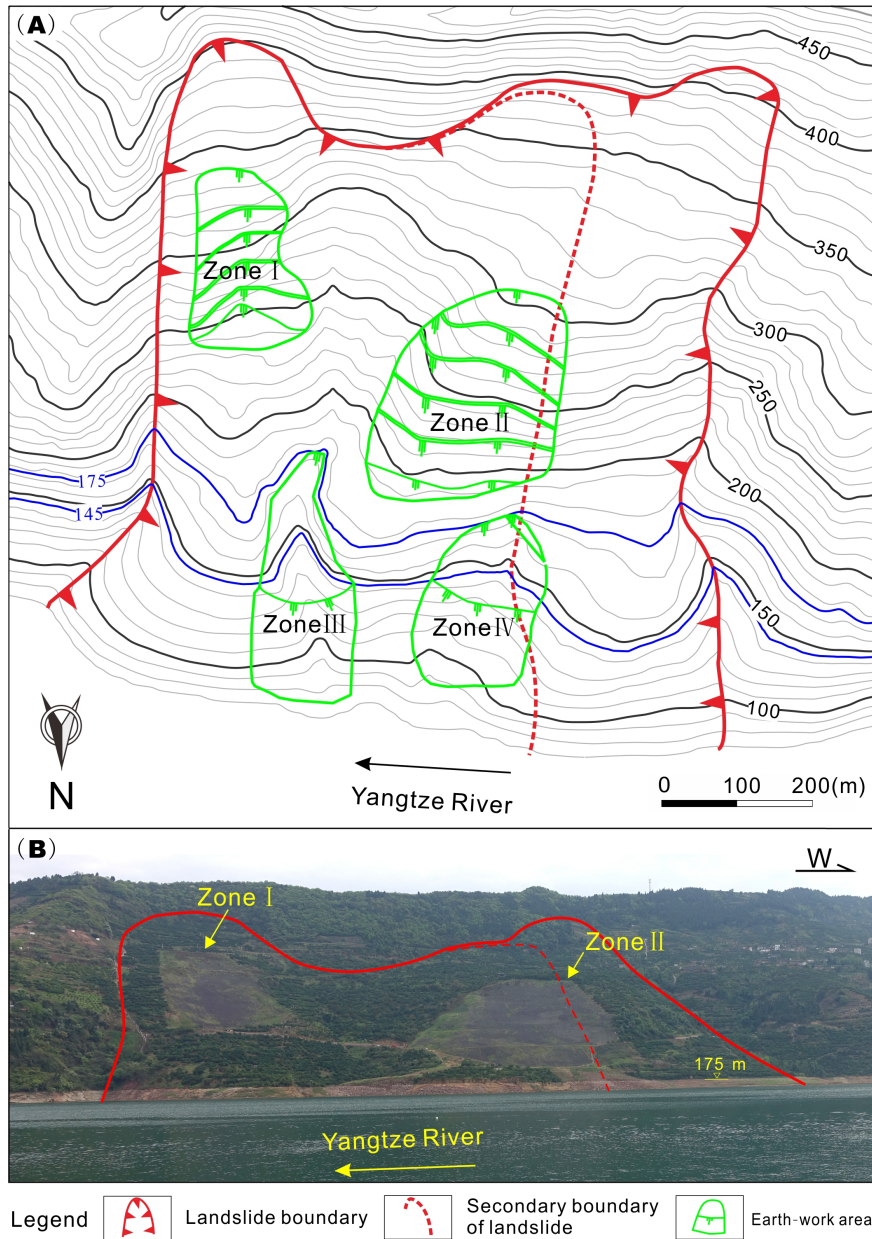 (A)
450
400
350
300
250
200
150
100
175
145
Zone Ⅰ
Zone Ⅱ
Zone Ⅲ
Zone Ⅳ
N
Yangtze River
0 100 200(m)
(B)
W
Zone Ⅰ
Zone Ⅱ
175 m
Yangtze River
Legend
Landslide boundary
Secondary boundary
of landslide
Earth-work area